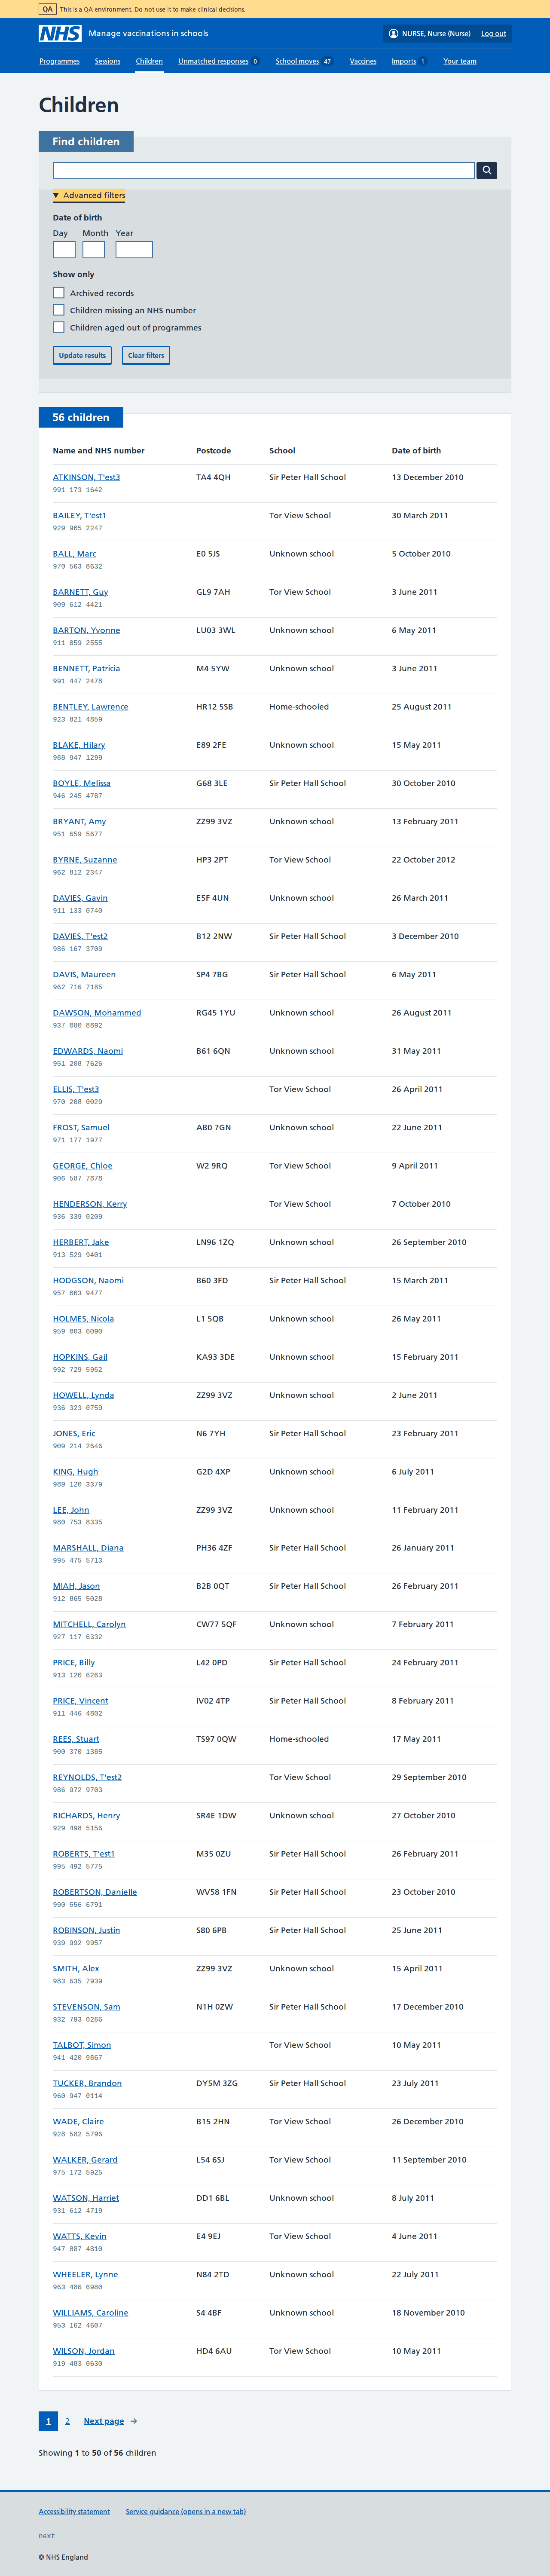 QA This is a QA environment. Do not use it to make clinical decisions.
NHS Manage vaccinations in schools
NURSE, Nurse (Nurse) Log out
Programmes Sessions Children Unmatched responses 0 School moves 47 Vaccines Imports 1 Your team
Children
Find children
Advanced filters
Date of birth
Day Month Year
Show only
Archived records
Children missing an NHS number
Children aged out of programmes
Update results Clear filters
56 children
Name and NHS number Postcode School Date of birth
ATKINSON, T'est3 TA4 4QH Sir Peter Hall School 13 December 2010
991 173 1642
BAILEY, T'est1 Tor View School 30 March 2011
929 905 2247
BALL, Marc E0 5JS Unknown school 5 October 2010
970 563 8632
BARNETT, Guy GL9 7AH Tor View School 3 June 2011
909 612 4421
BARTON, Yvonne LU03 3WL Unknown school 6 May 2011
911 059 2555
BENNETT, Patricia M4 5YW Unknown school 3 June 2011
991 447 2478
BENTLEY, Lawrence HR12 5SB Home-schooled 25 August 2011
923 821 4859
BLAKE, Hilary E89 2FE Unknown school 15 May 2011
988 947 1299
BOYLE, Melissa G68 3LE Sir Peter Hall School 30 October 2010
946 245 4787
BRYANT, Amy ZZ99 3VZ Unknown school 13 February 2011
951 659 5677
BYRNE, Suzanne HP3 2PT Tor View School 22 October 2012
962 812 2347
DAVIES, Gavin E5F 4UN Unknown school 26 March 2011
911 133 0740
DAVIES, T'est2 B12 2NW Sir Peter Hall School 3 December 2010
986 167 3709
DAVIS, Maureen SP4 7BG Sir Peter Hall School 6 May 2011
962 716 7185
DAWSON, Mohammed RG45 1YU Unknown school 26 August 2011
937 080 8892
EDWARDS, Naomi B61 6QN Unknown school 31 May 2011
951 208 7626
ELLIS, T'est3 Tor View School 26 April 2011
970 208 0029
FROST, Samuel AB0 7GN Unknown school 22 June 2011
971 177 1977
GEORGE, Chloe W2 9RQ Tor View School 9 April 2011
906 587 7878
HENDERSON, Kerry Tor View School 7 October 2010
936 339 0209
HERBERT, Jake LN96 1ZQ Unknown school 26 September 2010
913 529 9401
HODGSON, Naomi B60 3FD Sir Peter Hall School 15 March 2011
957 003 9477
HOLMES, Nicola L1 5QB Unknown school 26 May 2011
959 003 6090
HOPKINS, Gail KA93 3DE Unknown school 15 February 2011
992 729 5952
HOWELL, Lynda ZZ99 3VZ Unknown school 2 June 2011
936 323 0759
JONES, Eric N6 7YH Sir Peter Hall School 23 February 2011
909 214 2646
KING, Hugh G2D 4XP Unknown school 6 July 2011
989 120 3379
LEE, John ZZ99 3VZ Unknown school 11 February 2011
980 753 8335
MARSHALL, Diana PH36 4ZF Sir Peter Hall School 26 January 2011
995 475 5713
MIAH, Jason B2B 0QT Sir Peter Hall School 26 February 2011
912 865 5028
MITCHELL, Carolyn CW77 5QF Unknown school 7 February 2011
927 117 6332
PRICE, Billy L42 0PD Sir Peter Hall School 24 February 2011
913 120 6263
PRICE, Vincent IV02 4TP Sir Peter Hall School 8 February 2011
911 446 4802
REES, Stuart TS97 0QW Home-schooled 17 May 2011
900 370 1385
REYNOLDS, T'est2 Tor View School 29 September 2010
986 972 9703
RICHARDS, Henry SR4E 1DW Unknown school 27 October 2010
929 498 5156
ROBERTS, T'est1 M35 0ZU Sir Peter Hall School 26 February 2011
995 492 5775
ROBERTSON, Danielle WV58 1FN Sir Peter Hall School 23 October 2010
990 556 6791
ROBINSON, Justin S80 6PB Sir Peter Hall School 25 June 2011
939 992 9957
SMITH, Alex ZZ99 3VZ Unknown school 15 April 2011
983 635 7939
STEVENSON, Sam N1H 0ZW Sir Peter Hall School 17 December 2010
932 793 0266
TALBOT, Simon Tor View School 10 May 2011
941 420 9867
TUCKER, Brandon DY5M 3ZG Sir Peter Hall School 23 July 2011
960 947 0114
WADE, Claire B15 2HN Tor View School 26 December 2010
928 582 5796
WALKER, Gerard L54 6SJ Tor View School 11 September 2010
975 172 5925
WATSON, Harriet DD1 6BL Unknown school 8 July 2011
931 612 4719
WATTS, Kevin E4 9EJ Tor View School 4 June 2011
947 887 4810
WHEELER, Lynne N84 2TD Unknown school 22 July 2011
963 486 6980
WILLIAMS, Caroline S4 4BF Unknown school 18 November 2010
953 162 4607
WILSON, Jordan HD4 6AU Tor View School 10 May 2011
919 483 8630
1 2 Next page
Showing 1 to 50 of 56 children
Accessibility statement Service guidance (opens in a new tab)
next
© NHS England